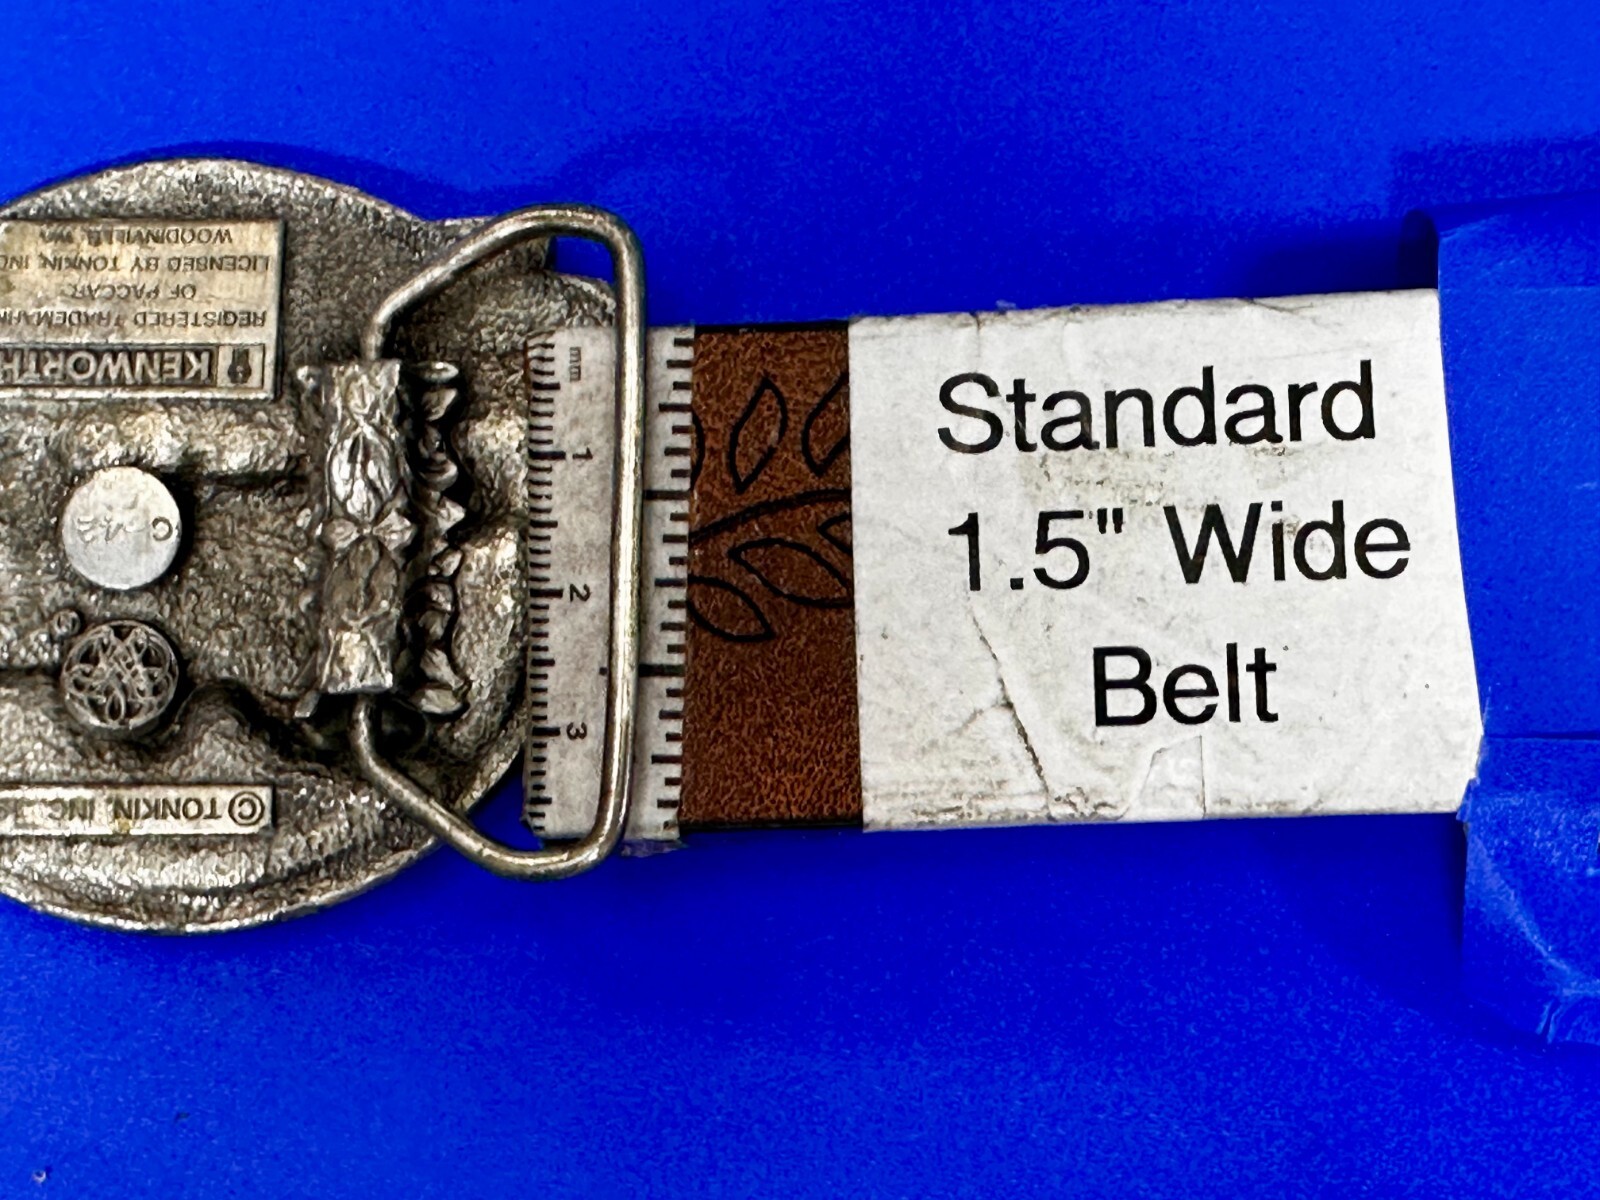 KENWORTH
REGISTERED TRADEMARK
OF PACCAR
LICENSED BY TONKIN, INC
WOODINVILLE, WA
© TONKIN, INC.
mm
1
2
3
Standard
1.5" Wide
Belt